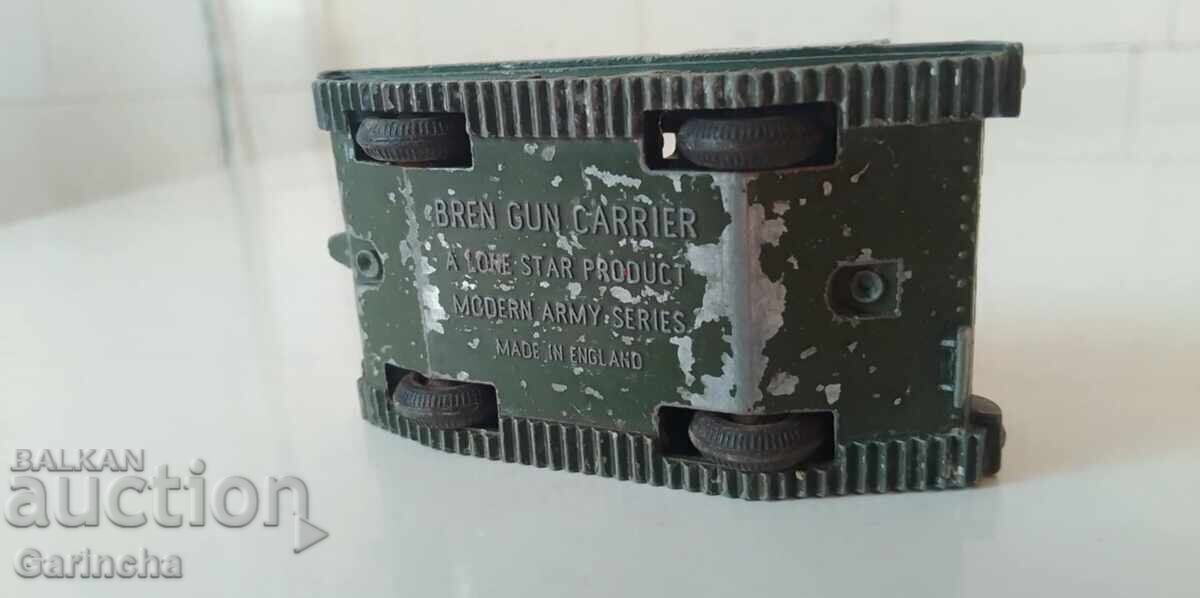 BREN GUN CARRIER
A LONE STAR PRODUCT
MODERN ARMY SERIES
MADE IN ENGLAND
BALKAN
auction
Garincha